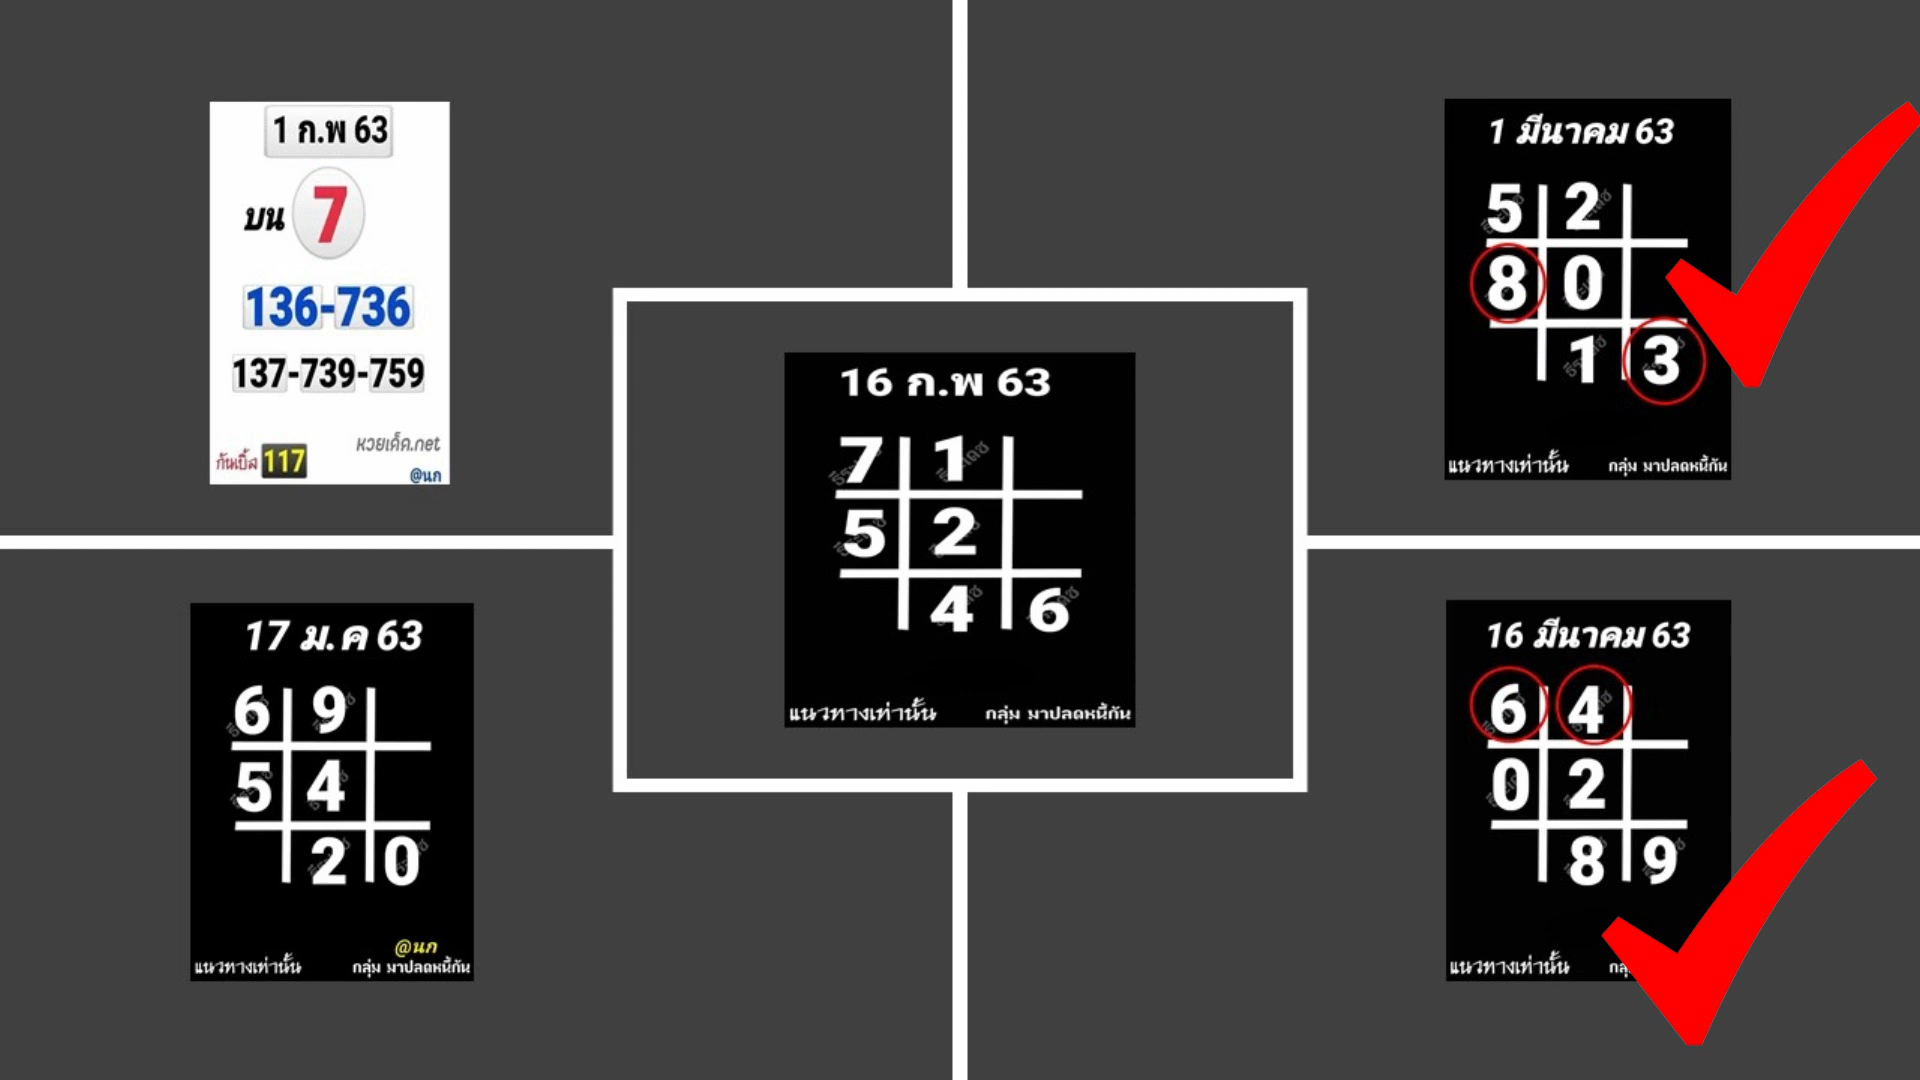 1 ก.พ 63
บน 7
136-736
137-739-759
หวยเด็ด.net
กันเบิ้ล 117
@นก
1 มีนาคม 63
5 2
8 0
1 3
แนวทางเท่านั้น กลุ่ม มาปลดหนี้กัน
16 ก.พ 63
7 1
5 2
4 6
แนวทางเท่านั้น กลุ่ม มาปลดหนี้กัน
17 ม.ค 63
6 9
5 4
2 0
@นก
แนวทางเท่านั้น กลุ่ม มาปลดหนี้กัน
16 มีนาคม 63
6 4
0 2
8 9
แนวทางเท่านั้น